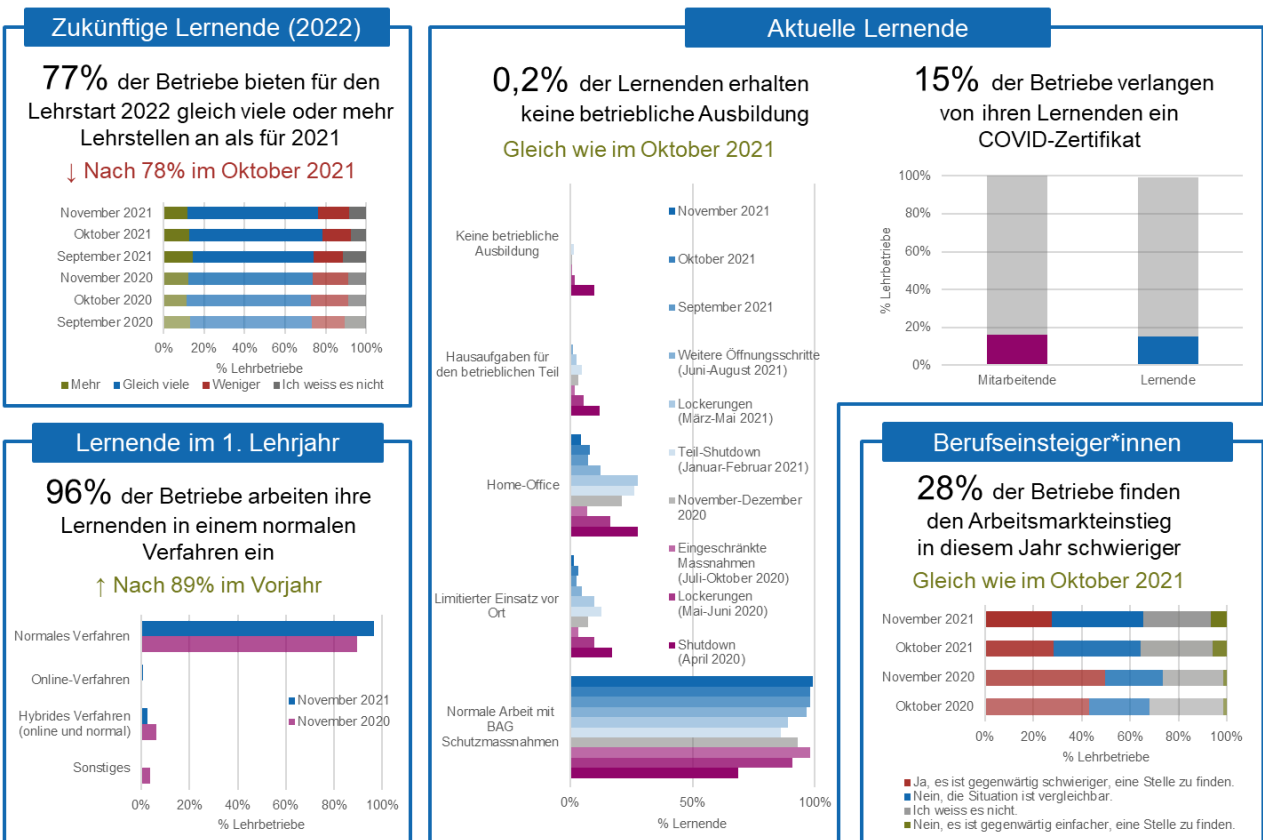 Zukünftige Lernende (2022)
77% der Betriebe bieten für den
Lehrstart 2022 gleich viele oder mehr
Lehrstellen an als für 2021
↓ Nach 78% im Oktober 2021
November 2021
Oktober 2021
September 2021
November 2020
Oktober 2020
September 2020
0% 20% 40% 60% 80% 100%
% Lehrbetriebe
Mehr Gleich viele Weniger Ich weiss es nicht
Lernende im 1. Lehrjahr
96% der Betriebe arbeiten ihre
Lernenden in einem normalen
Verfahren ein
↑ Nach 89% im Vorjahr
Normales Verfahren
Online-Verfahren
Hybrides Verfahren
(online und normal)
Sonstiges
November 2021
November 2020
0% 20% 40% 60% 80% 100%
% Lehrbetriebe
Aktuelle Lernende
0,2% der Lernenden erhalten
keine betriebliche Ausbildung
Gleich wie im Oktober 2021
Keine betriebliche
Ausbildung
Hausaufgaben für
den betrieblichen Teil
Home-Office
Limitierter Einsatz vor
Ort
Normale Arbeit mit
BAG
Schutzmassnahmen
November 2021
Oktober 2021
September 2021
Weitere Öffnungsschritte
(Juni-August 2021)
Lockerungen
(März-Mai 2021)
Teil-Shutdown
(Januar-Februar 2021)
November-Dezember
2020
Eingeschränkte
Massnahmen
(Juli-Oktober 2020)
Lockerungen
(Mai-Juni 2020)
Shutdown
(April 2020)
0% 50% 100%
% Lernende
15% der Betriebe verlangen
von ihren Lernenden ein
COVID-Zertifikat
100%
80%
60%
40%
20%
0%
% Lehrbetriebe
Mitarbeitende Lernende
Berufseinsteiger*innen
28% der Betriebe finden
den Arbeitsmarkteinstieg
in diesem Jahr schwieriger
Gleich wie im Oktober 2021
November 2021
Oktober 2021
November 2020
Oktober 2020
0% 20% 40% 60% 80% 100%
% Lehrbetriebe
Ja, es ist gegenwärtig schwieriger, eine Stelle zu finden.
Nein, die Situation ist vergleichbar.
Ich weiss es nicht.
Nein, es ist gegenwärtig einfacher, eine Stelle zu finden.